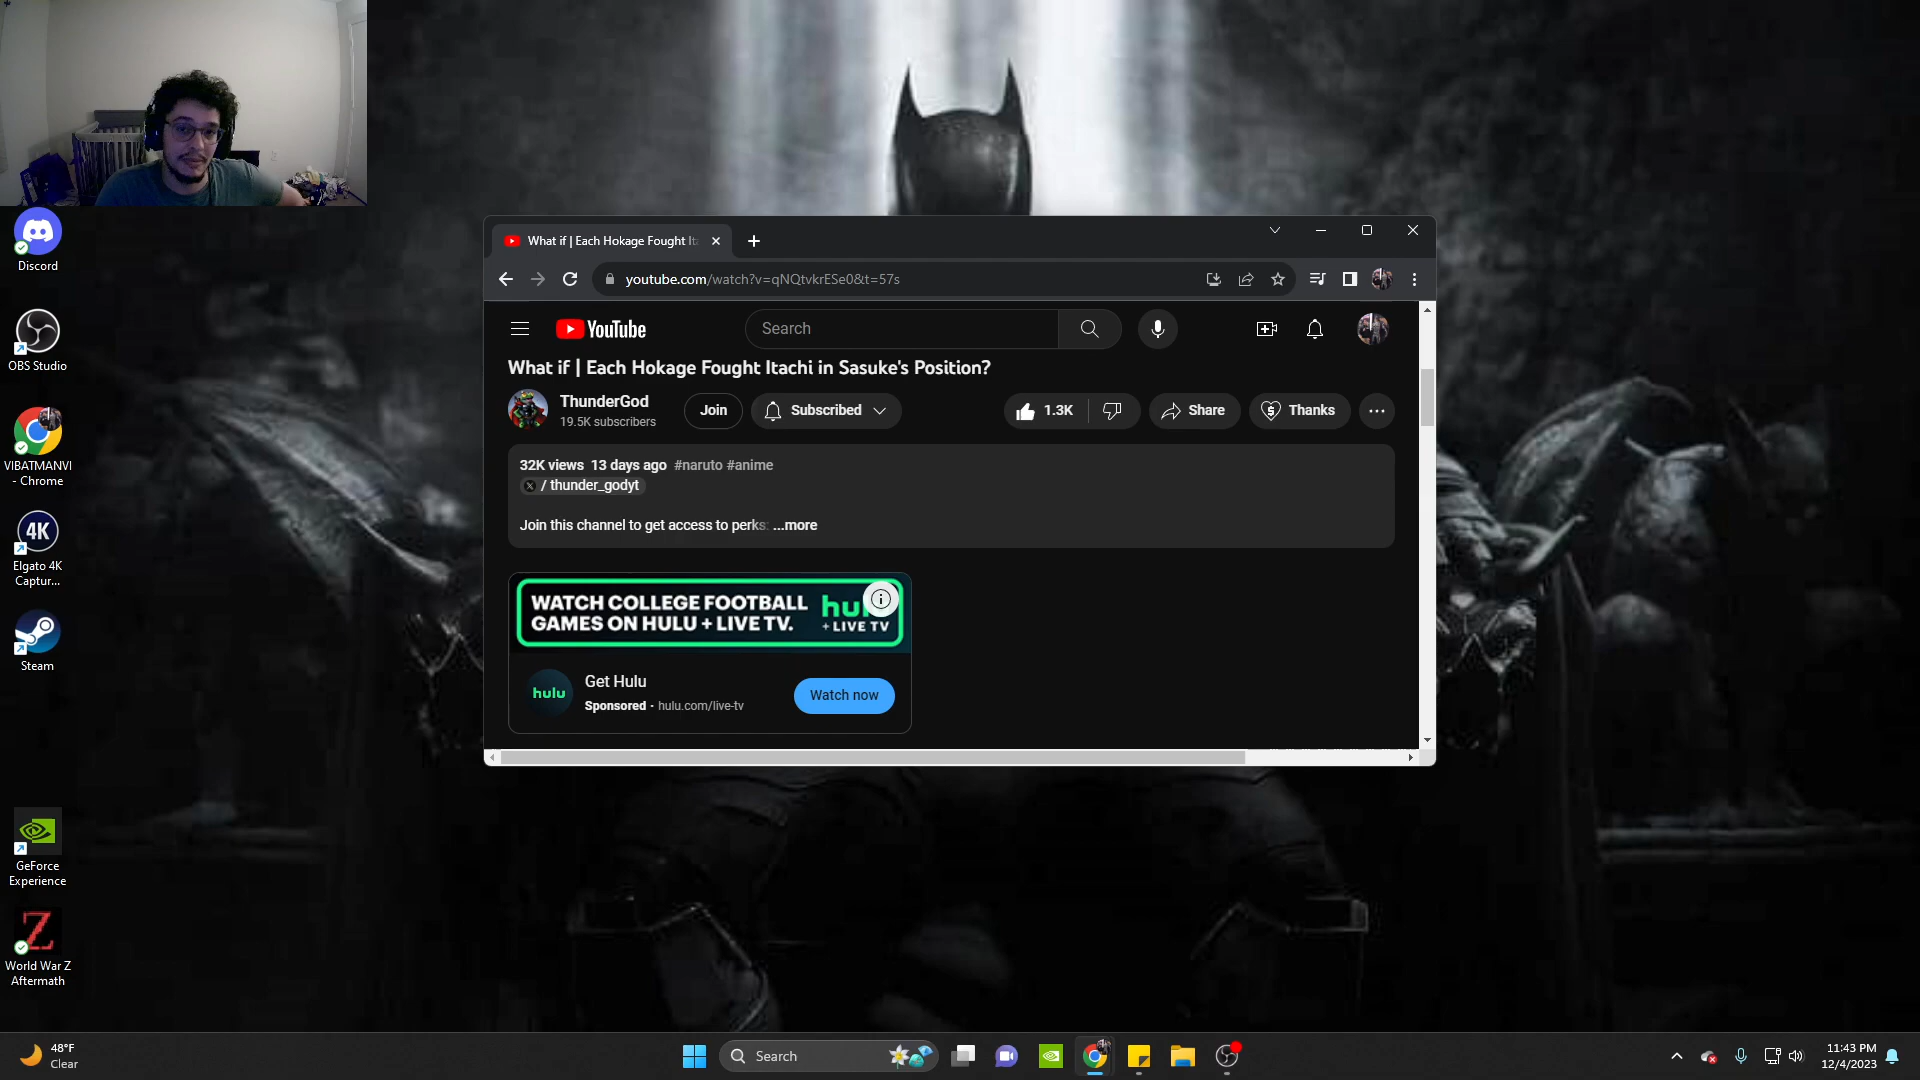 Discord
OBS Studio
VIBATMANVI
- Chrome
4K
Elgato 4K
Captur...
Steam
GeForce
Experience
Z
World War Z
Aftermath
What if | Each Hokage Fought It
youtube.com/watch?v=qNQtvkrESe0&t=57s
YouTube
Search
What if | Each Hokage Fought Itachi in Sasuke's Position?
ThunderGod
19.5K subscribers
Join
Subscribed
1.3K
Share
Thanks
32K views 13 days ago #naruto #anime
/ thunder_godyt
Join this channel to get access to perks: ...more
WATCH COLLEGE FOOTBALL
GAMES ON HULU + LIVE TV.
+ LIVE TV
hulu
Get Hulu
Sponsored · hulu.com/live-tv
Watch now
48°F
Clear
Search
11:43 PM
12/4/2023